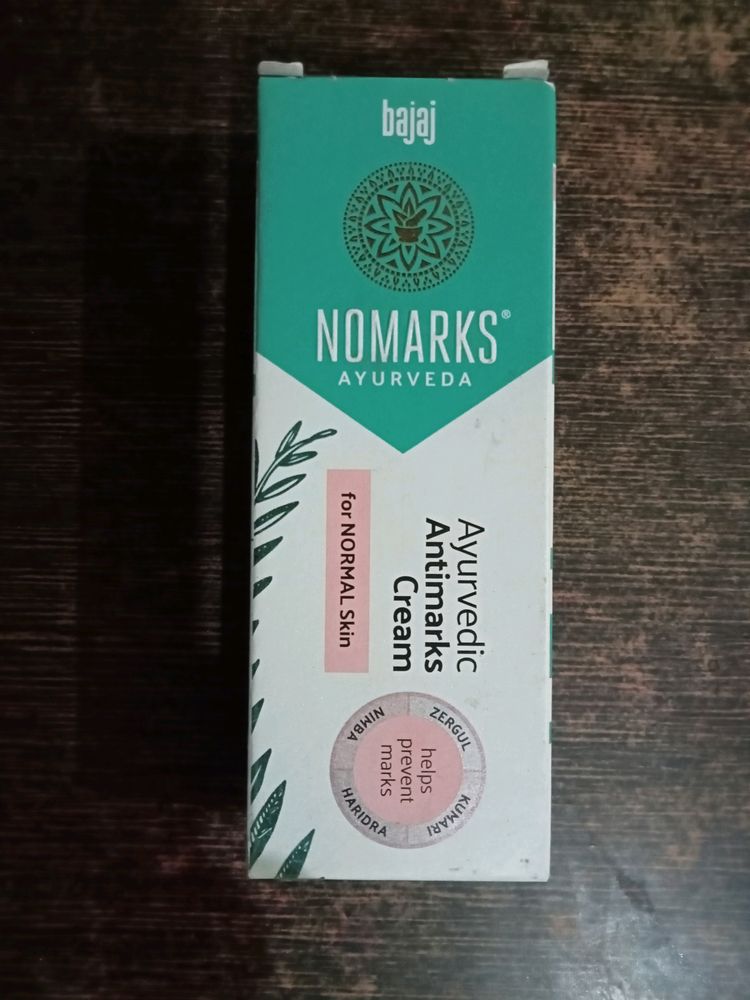 bajaj
NOMARKS®
AYURVEDA
Ayurvedic
Antimarks
Cream
for NORMAL Skin
ZERGUL
KUMARI
HARIDRA
NIMBA
helps
prevent
marks